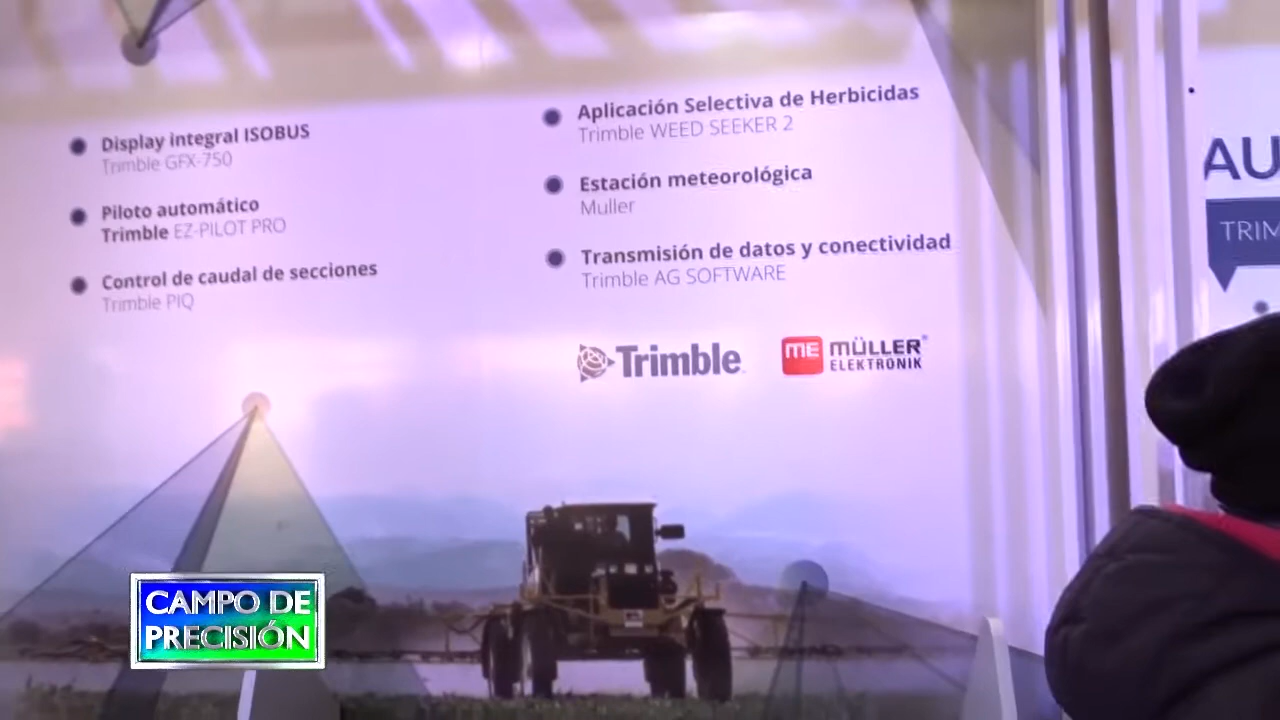 Display integral ISOBUS
Trimble GFX-750
Piloto automático
Trimble EZ-PILOT PRO
Control de caudal de secciones
Trimble PIQ
Aplicación Selectiva de Herbicidas
Trimble WEED SEEKER 2
Estación meteorológica
Muller
Transmisión de datos y conectividad
Trimble AG SOFTWARE
Trimble
ME MÜLLER®
ELEKTRONIK
AU
TRIM
CAMPO DE
PRECISIÓN